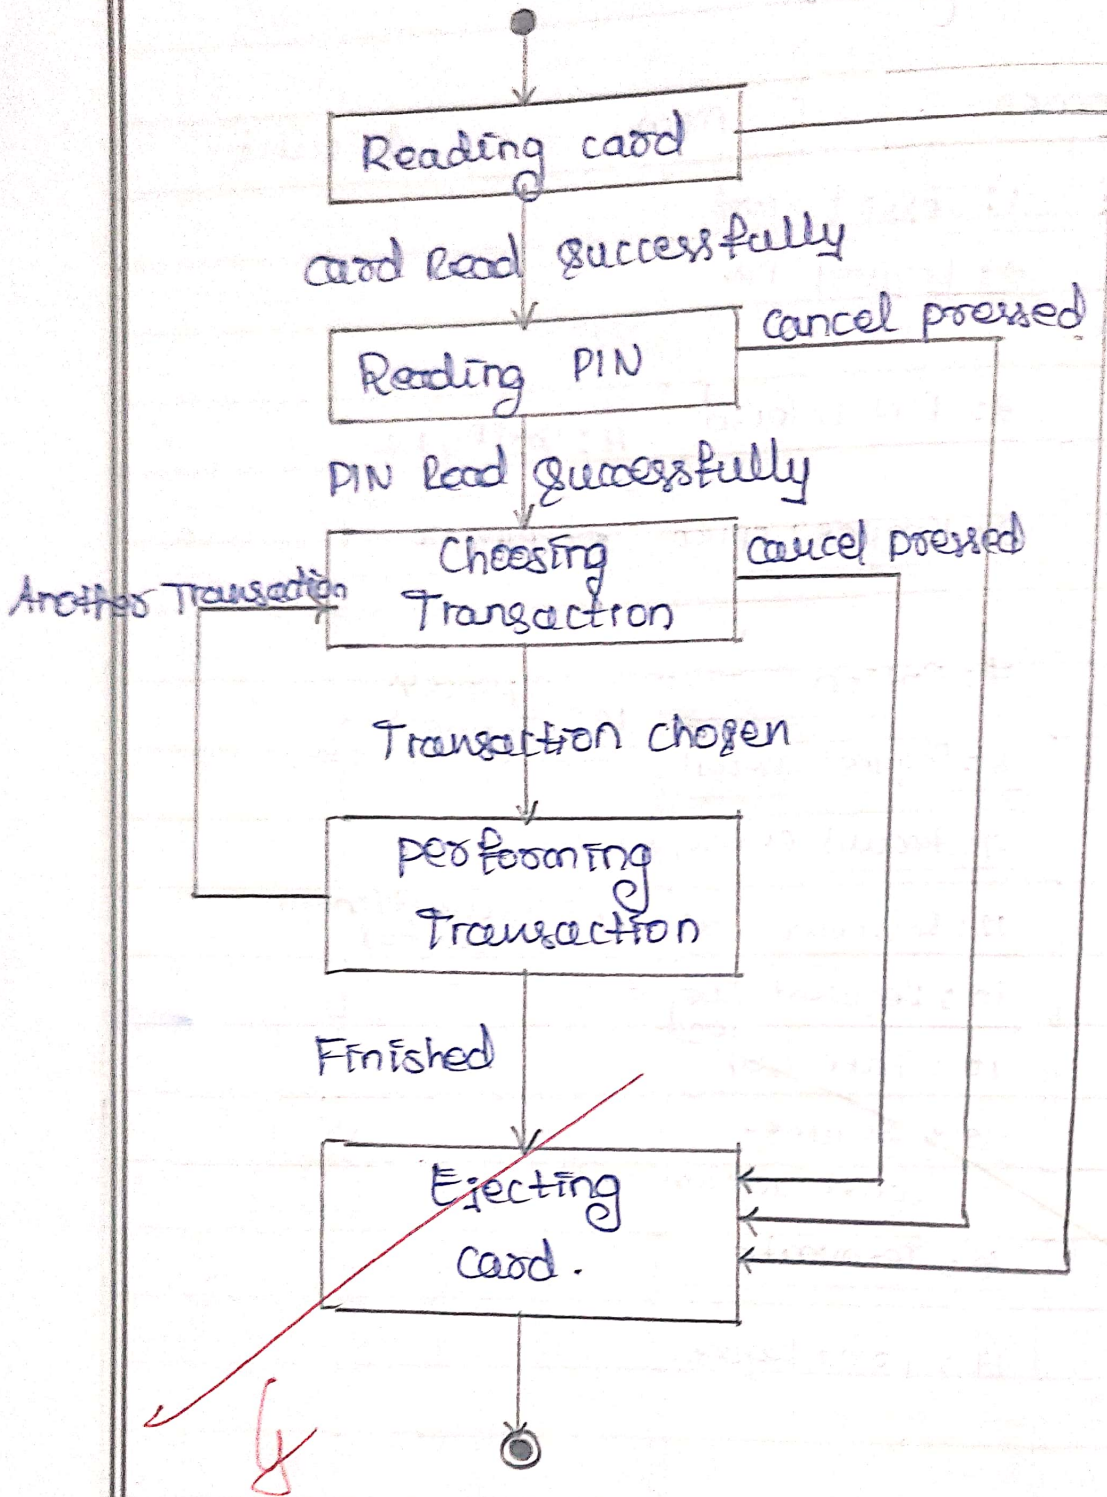 Reading card
Card Read Successfully
Cancel pressed
Reading PIN
PIN Read Successfully
Cancel pressed
Choosing
Transaction
Another Transaction
Transaction chosen
performing
Transaction
Finished
Ejecting
card.